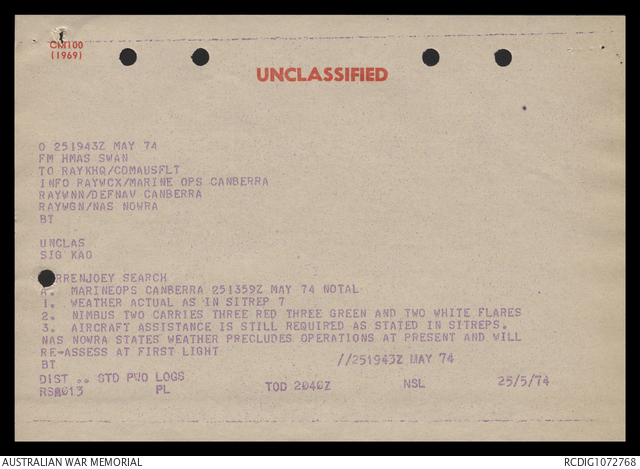 CM100
(1969)
UNCLASSIFIED
O 251943Z MAY 74
FM HMAS SWAN
TO RAYKHQ/COMAUSFLT
INFO RAYWCX/MARINE OPS CANBERRA
RAYWNN/DEFNAV CANBERRA
RAYWGN/NAS NOWRA
BT
UNCLAS
SIG KAO
RRENJOEY SEARCH
A. MARINEOPS CANBERRA 251359Z MAY 74 NOTAL
1. WEATHER ACTUAL AS IN SITREP 7
2. NIMBUS TWO CARRIES THREE RED THREE GREEN AND TWO WHITE FLARES
3. AIRCRAFT ASSISTANCE IS STILL REQUIRED AS STATED IN SITREPS.
NAS NOWRA STATES WEATHER PRECLUDES OPERATIONS AT PRESENT AND WILL
RE-ASSESS AT FIRST LIGHT
BT //251943Z MAY 74
DIST .. STD PWO LOGS
PL TOD 2040Z NSL 25/5/74
AUSTRALIAN WAR MEMORIAL RCDIG1072768